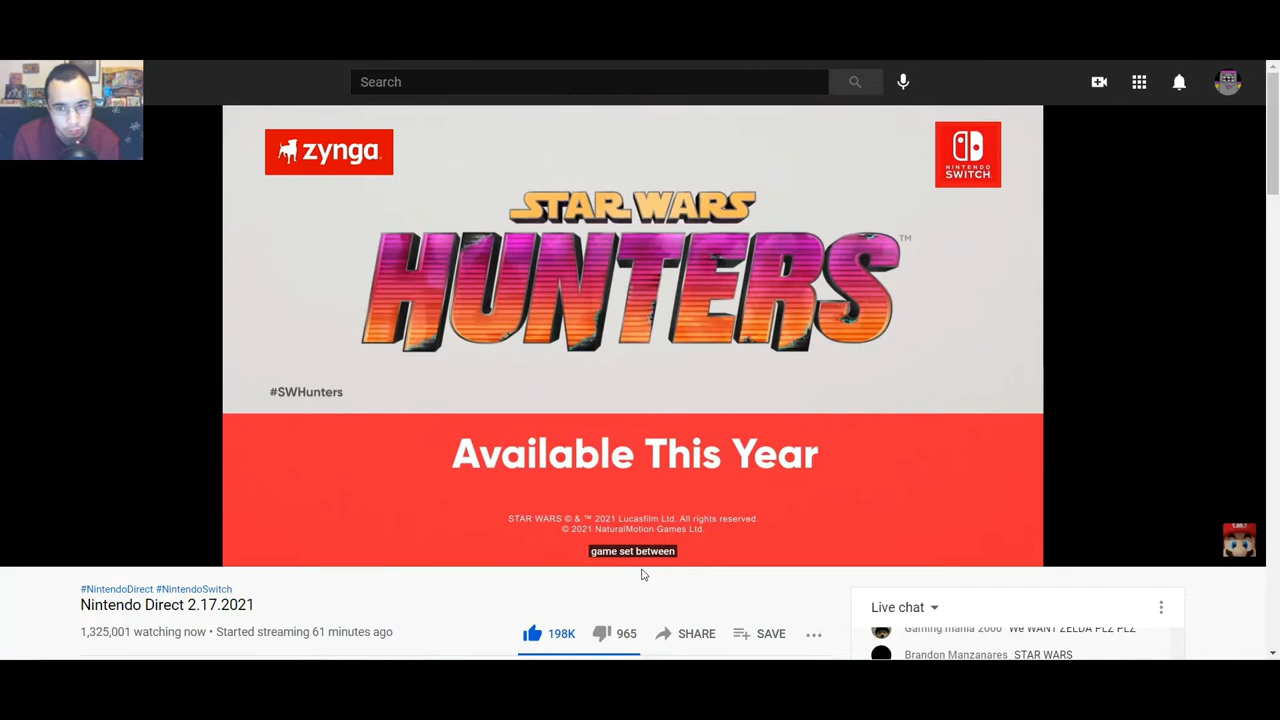 Search
zynga
NINTENDO
SWITCH
STAR WARS
HUNTERS™
#SWHunters
Available This Year
STAR WARS © & ™ 2021 Lucasfilm Ltd. All rights reserved.
© 2021 NaturalMotion Games Ltd.
game set between
#NintendoDirect #NintendoSwitch
Nintendo Direct 2.17.2021
1,325,001 watching now • Started streaming 61 minutes ago
198K
965
SHARE
SAVE
Live chat
Gaming mania 2000 We WANT ZELDA PLZ PLZ
Brandon Manzanares STAR WARS